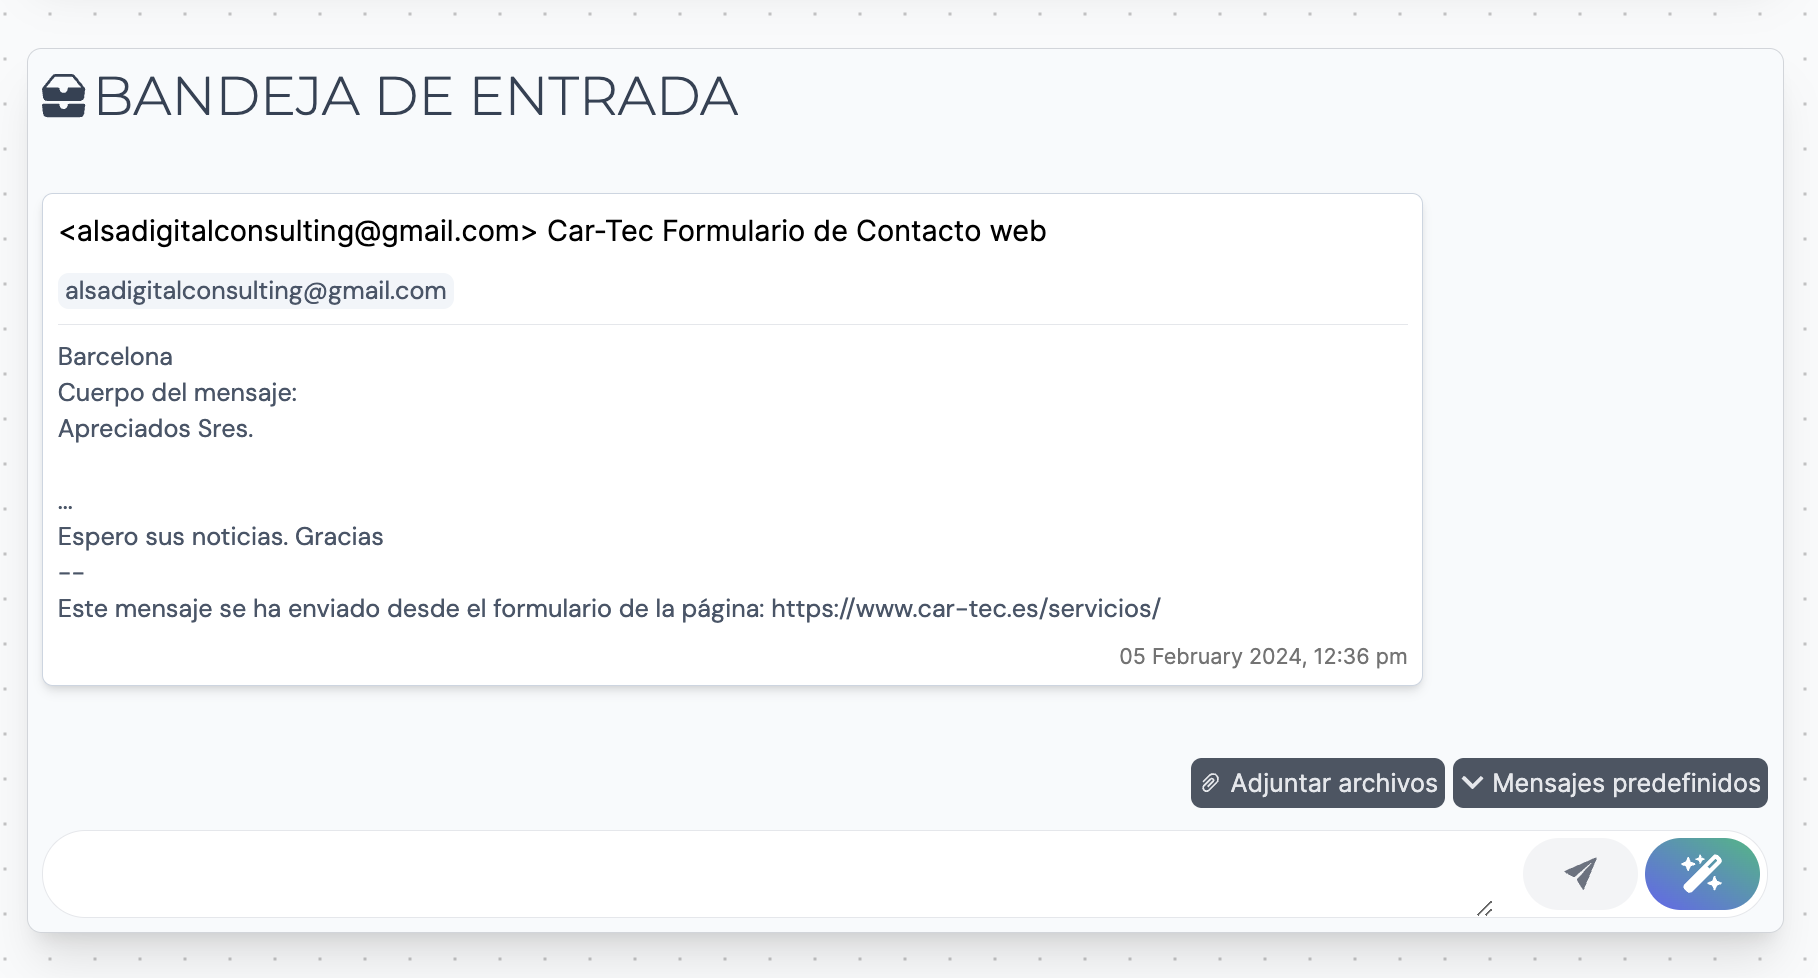 BANDEJA DE ENTRADA
<alsadigitalconsulting@gmail.com> Car-Tec Formulario de Contacto web
alsadigitalconsulting@gmail.com
Barcelona
Cuerpo del mensaje:
Apreciados Sres.
...
Espero sus noticias. Gracias
--
Este mensaje se ha enviado desde el formulario de la página: https://www.car-tec.es/servicios/
05 February 2024, 12:36 pm
Adjuntar archivos
Mensajes predefinidos